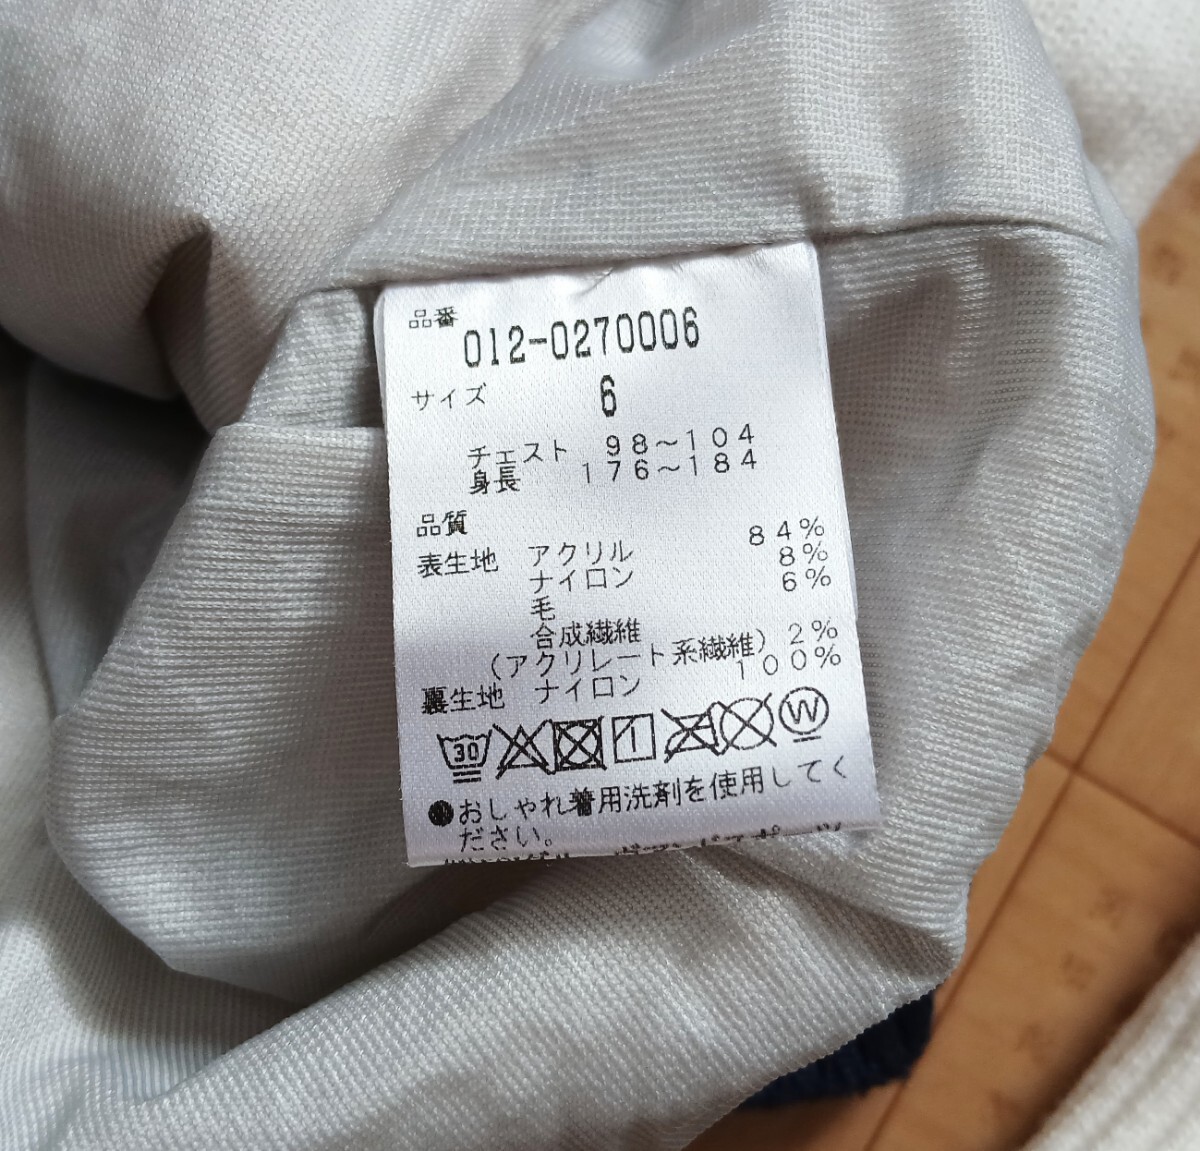 品番
012-0270006
サイズ 6
チェスト 98～104
身長 176～184
品質
表生地 アクリル 84%
ナイロン 8%
毛 6%
合成繊維
(アクリレート系繊維) 2%
裏生地 ナイロン 100%
30 W
●おしゃれ着用洗剤を使用してく
ださい。